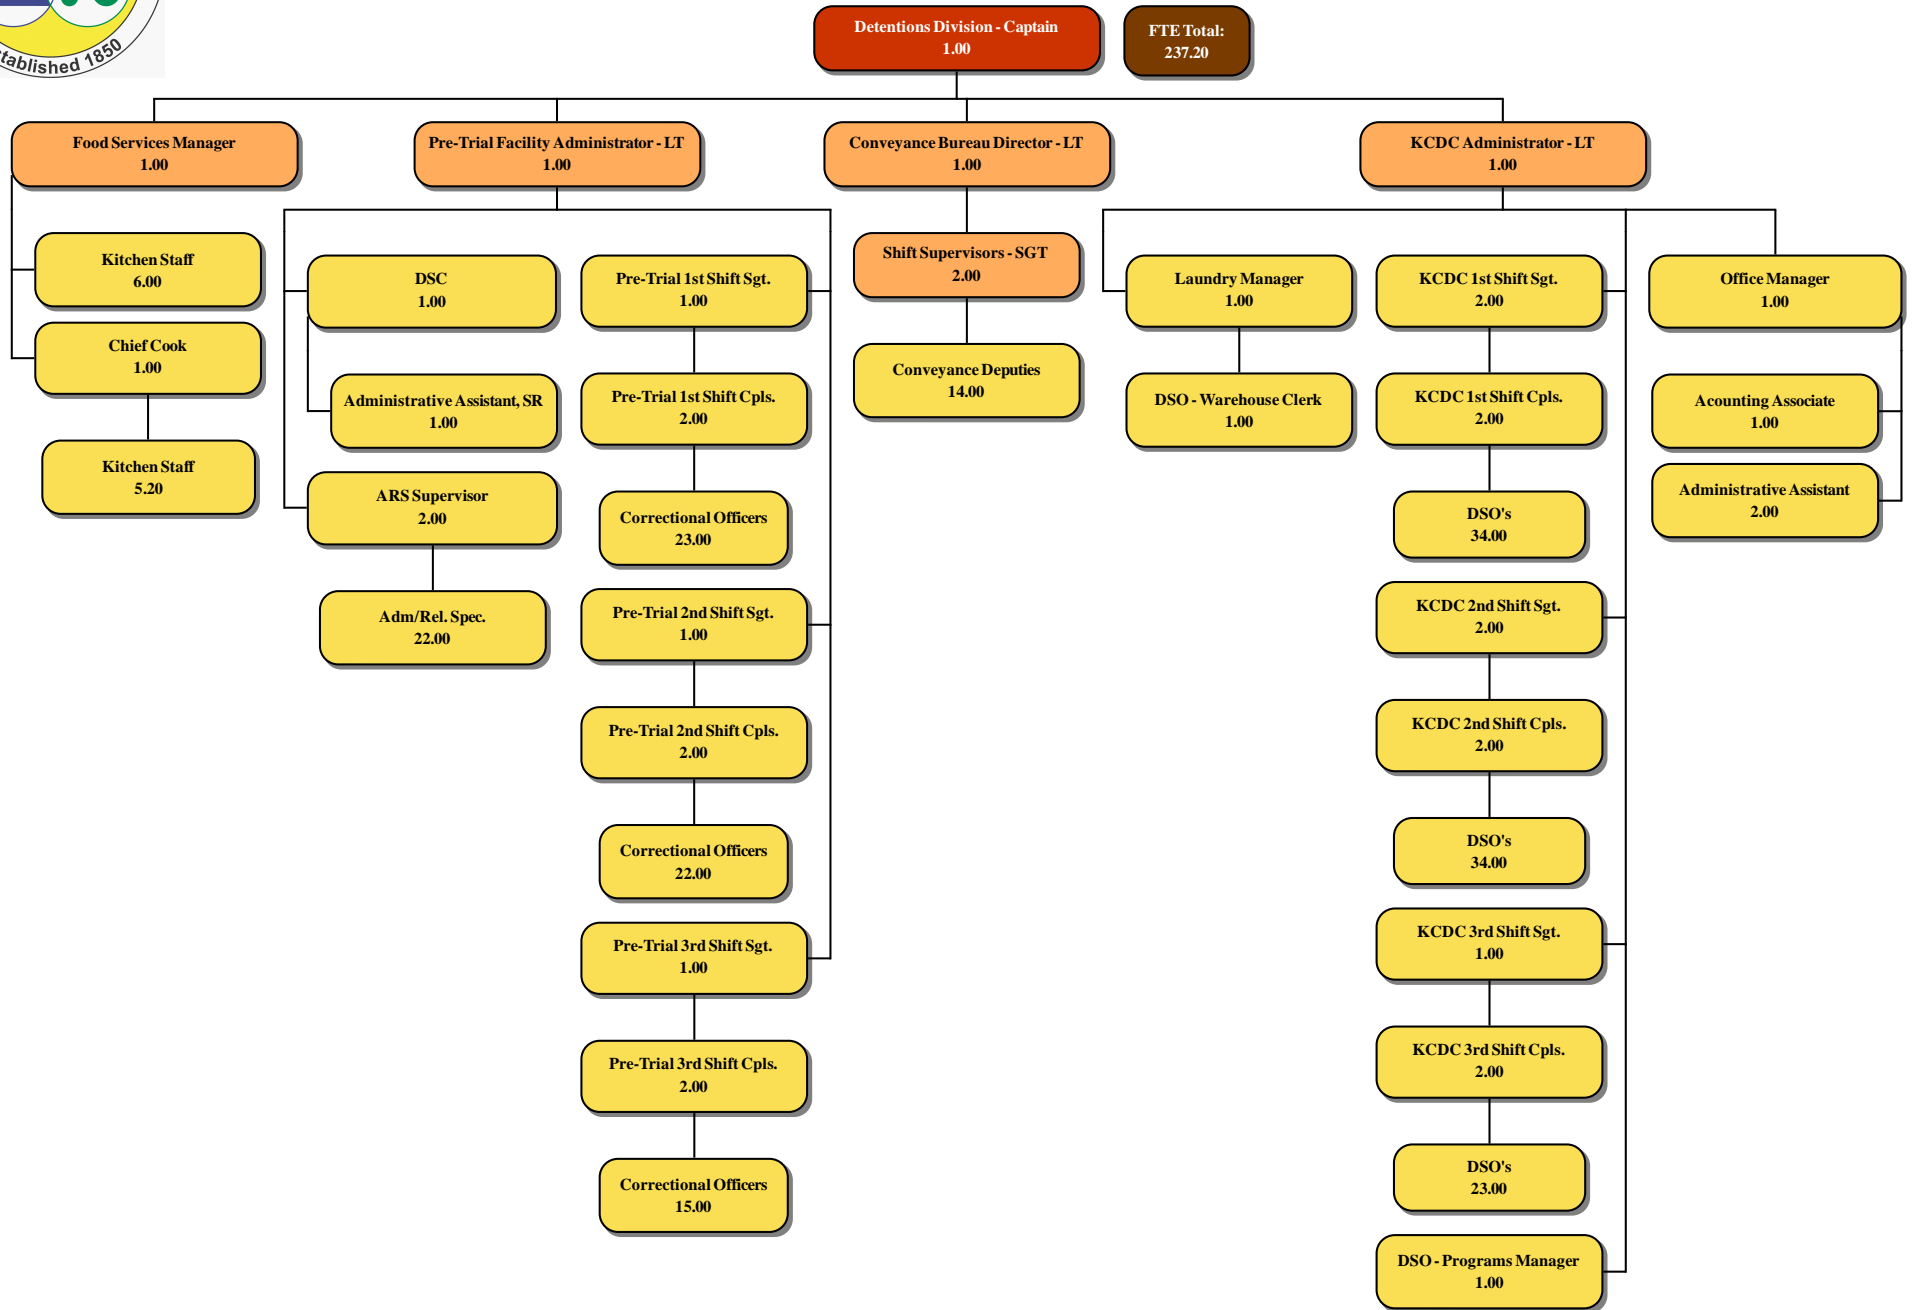 tablished 1850
Detentions Division - Captain
1.00
FTE Total:
237.20
Food Services Manager
1.00
Pre-Trial Facility Administrator - LT
1.00
Conveyance Bureau Director - LT
1.00
KCDC Administrator - LT
1.00
Kitchen Staff
6.00
Chief Cook
1.00
Kitchen Staff
5.20
DSC
1.00
Administrative Assistant, SR
1.00
ARS Supervisor
2.00
Adm/Rel. Spec.
22.00
Pre-Trial 1st Shift Sgt.
1.00
Pre-Trial 1st Shift Cpls.
2.00
Correctional Officers
23.00
Pre-Trial 2nd Shift Sgt.
1.00
Pre-Trial 2nd Shift Cpls.
2.00
Correctional Officers
22.00
Pre-Trial 3rd Shift Sgt.
1.00
Pre-Trial 3rd Shift Cpls.
2.00
Correctional Officers
15.00
Shift Supervisors - SGT
2.00
Conveyance Deputies
14.00
Laundry Manager
1.00
DSO - Warehouse Clerk
1.00
KCDC 1st Shift Sgt.
2.00
KCDC 1st Shift Cpls.
2.00
DSO's
34.00
KCDC 2nd Shift Sgt.
2.00
KCDC 2nd Shift Cpls.
2.00
DSO's
34.00
KCDC 3rd Shift Sgt.
1.00
KCDC 3rd Shift Cpls.
2.00
DSO's
23.00
DSO - Programs Manager
1.00
Office Manager
1.00
Acounting Associate
1.00
Administrative Assistant
2.00